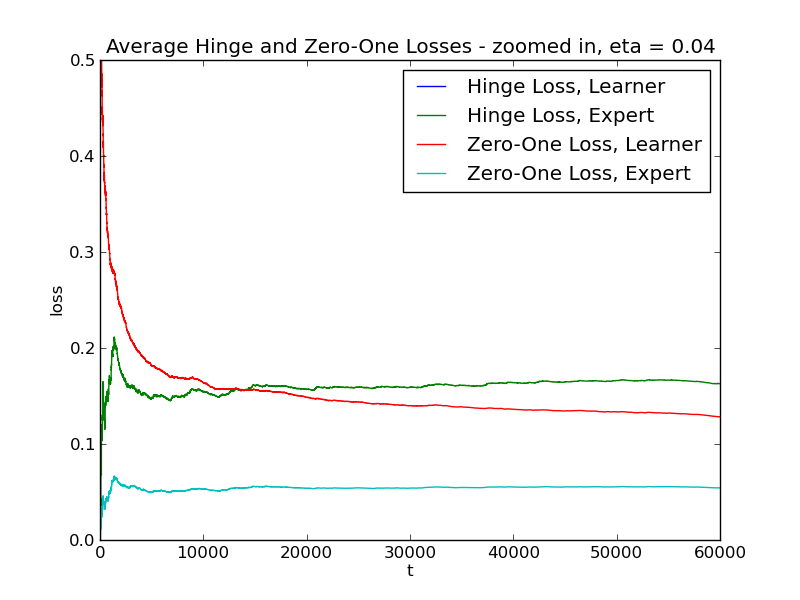 Average Hinge and Zero-One Losses - zoomed in, eta = 0.04
Hinge Loss, Learner
Hinge Loss, Expert
Zero-One Loss, Learner
Zero-One Loss, Expert
0.5
0.4
0.3
0.2
0.1
0.0
loss
0 10000 20000 30000 40000 50000 60000
t